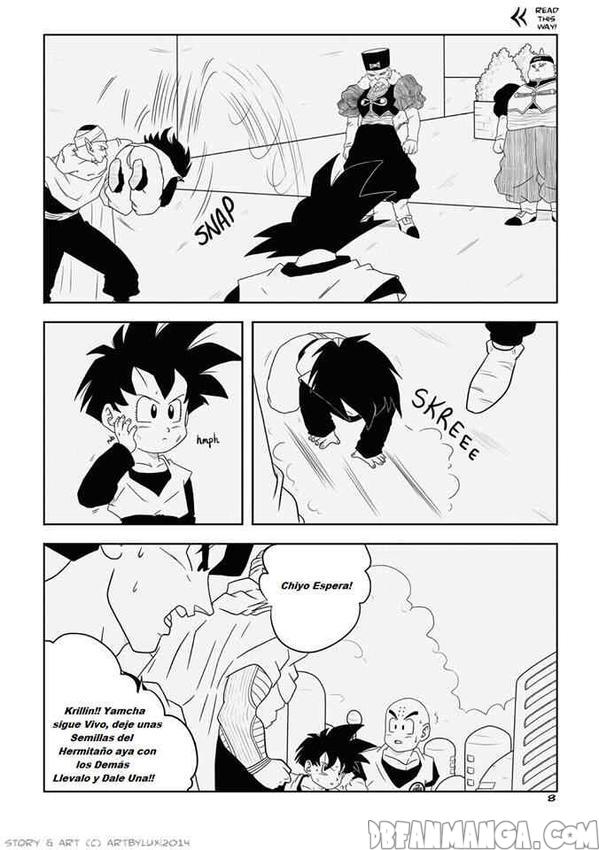 READ
THIS
WAY!
SNAP
hmph
SKREEE
Chiyo Espera!
Krillin!! Yamcha
sigue Vivo, deje unas
Semillas del
Hermitaño aya con
los Demás
Llevalo y Dale Una!!
8
STORY & ART (C) ARTBYLUX2014
DBFANMANGA.COM